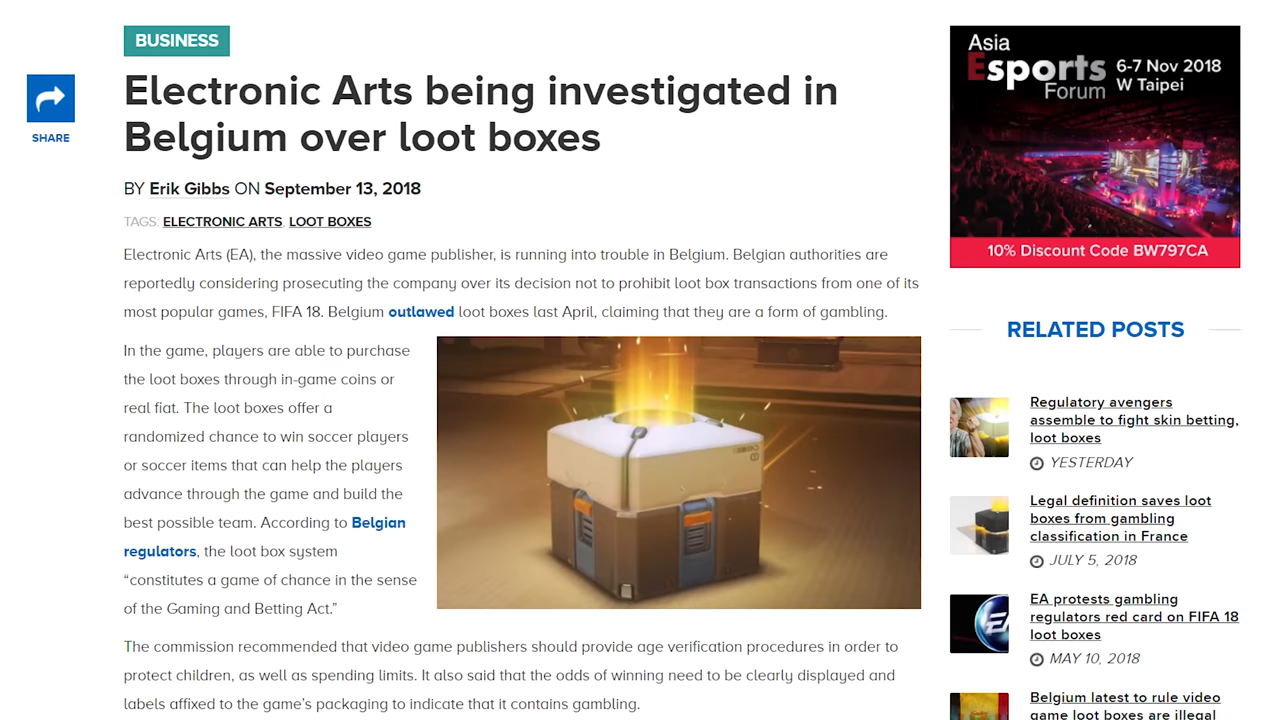 BUSINESS
Electronic Arts being investigated in
Belgium over loot boxes
SHARE
BY Erik Gibbs ON September 13, 2018
TAGS: ELECTRONIC ARTS, LOOT BOXES
Electronic Arts (EA), the massive video game publisher, is running into trouble in Belgium. Belgian authorities are
reportedly considering prosecuting the company over its decision not to prohibit loot box transactions from one of its
most popular games, FIFA 18. Belgium outlawed loot boxes last April, claiming that they are a form of gambling.
In the game, players are able to purchase
the loot boxes through in-game coins or
real fiat. The loot boxes offer a
randomized chance to win soccer players
or soccer items that can help the players
advance through the game and build the
best possible team. According to Belgian
regulators, the loot box system
“constitutes a game of chance in the sense
of the Gaming and Betting Act.”
The commission recommended that video game publishers should provide age verification procedures in order to
protect children, as well as spending limits. It also said that the odds of winning need to be clearly displayed and
labels affixed to the game’s packaging to indicate that it contains gambling.
Asia
Esports
Forum
6-7 Nov 2018
W Taipei
10% Discount Code BW797CA
RELATED POSTS
Regulatory avengers
assemble to fight skin betting,
loot boxes
YESTERDAY
Legal definition saves loot
boxes from gambling
classification in France
JULY 5, 2018
EA
EA protests gambling
regulators red card on FIFA 18
loot boxes
MAY 10, 2018
Belgium latest to rule video
game loot boxes are illegal